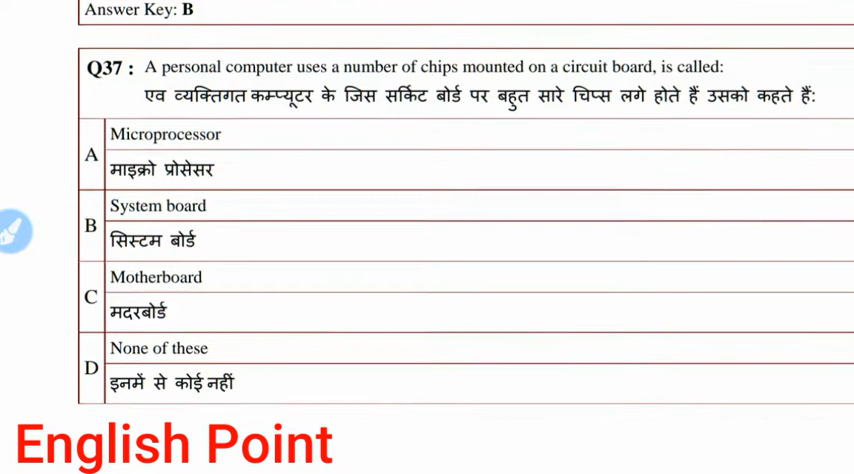 Answer Key: B
Q37 : A personal computer uses a number of chips mounted on a circuit board, is called:
एव व्यक्तिगत कम्प्यूटर के जिस सर्किट बोर्ड पर बहुत सारे चिप्स लगे होते हैं उसको कहते हैं:
A
Microprocessor
माइक्रो प्रोसेसर
B
System board
सिस्टम बोर्ड
C
Motherboard
मदरबोर्ड
D
None of these
इनमें से कोई नहीं
English Point